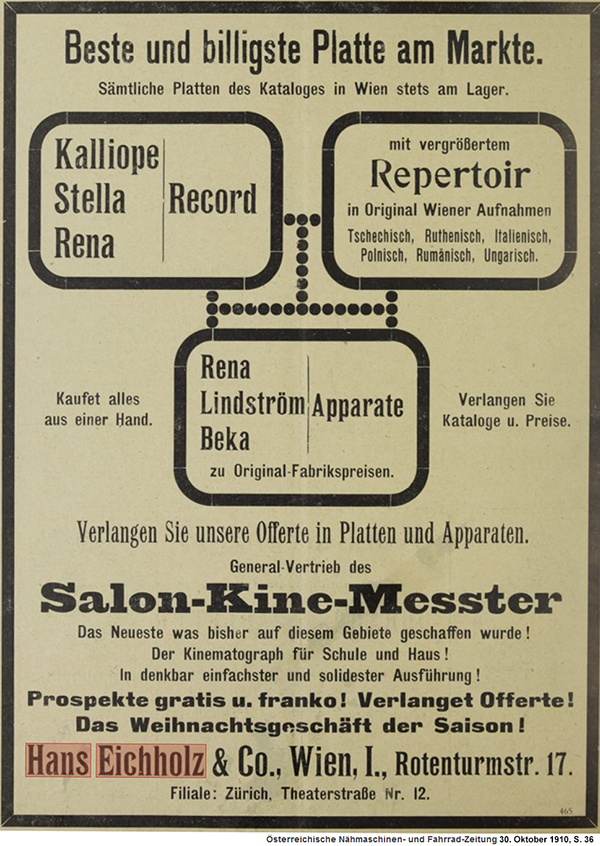 Beste und billigste Platte am Markte.
Sämtliche Platten des Kataloges in Wien stets am Lager.
Kalliope
Stella
Rena
Record
mit vergrößertem
Repertoir
in Original Wiener Aufnahmen
Tschechisch, Ruthenisch, Italienisch,
Polnisch, Rumänisch, Ungarisch.
Kaufet alles
aus einer Hand.
Rena
Lindström
Beka
Apparate
zu Original-Fabrikspreisen.
Verlangen Sie
Kataloge u. Preise.
Verlangen Sie unsere Offerte in Platten und Apparaten.
General-Vertrieb des
Salon-Kine-Messter
Das Neueste was bisher auf diesem Gebiete geschaffen wurde!
Der Kinematograph für Schule und Haus!
In denkbar einfachster und solidester Ausführung!
Prospekte gratis u. franko! Verlanget Offerte!
Das Weihnachtsgeschäft der Saison!
Hans Eichholz & Co., Wien, I., Rotenturmstr. 17.
Filiale: Zürich, Theaterstraße Nr. 12.
465
Österreichische Nähmaschinen- und Fahrrad-Zeitung 30. Oktober 1910, S. 36